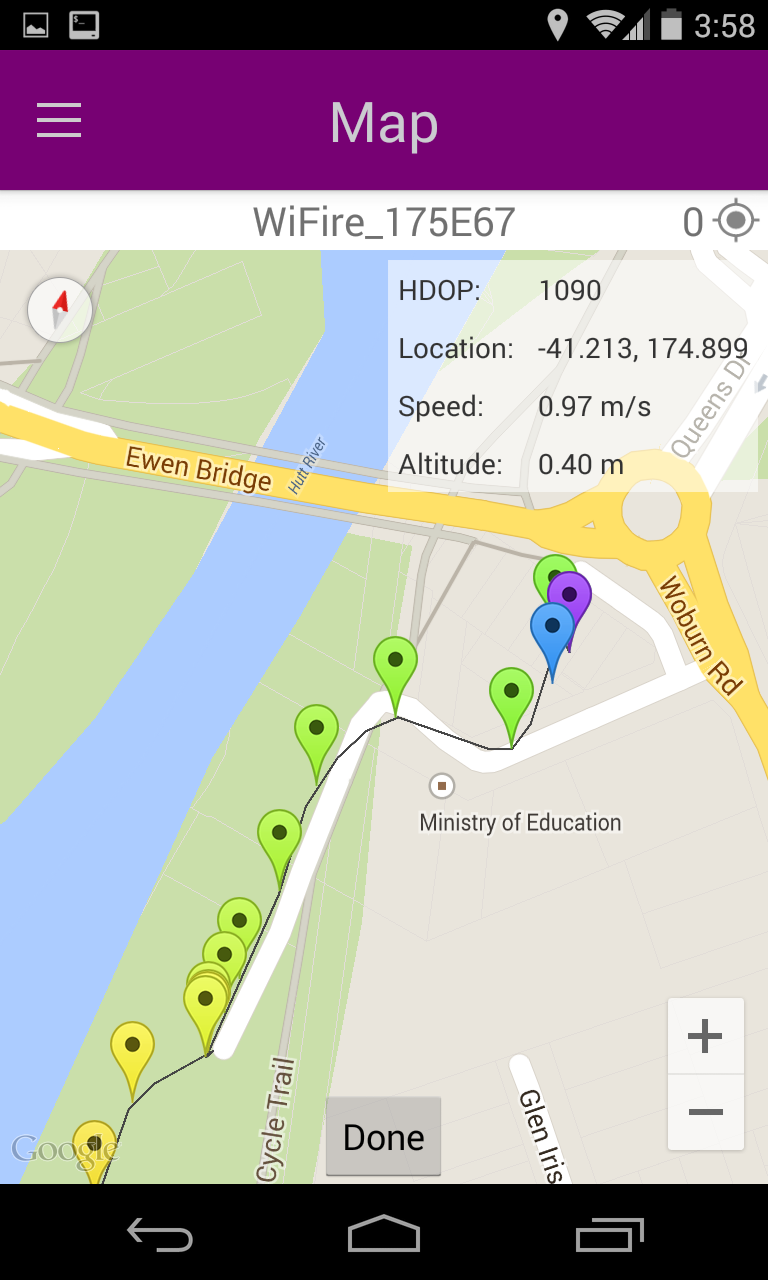 3:58
Map
WiFire_175E67
0
HDOP: 1090
Location: -41.213, 174.899
Speed: 0.97 m/s
Altitude: 0.40 m
Queens Dr
Ewen Bridge
Hutt River
Woburn Rd
Ministry of Education
+
−
Cycle Trail
Glen Iris
Done
Google